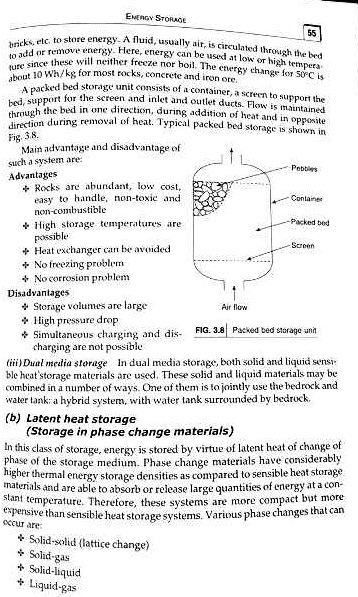 ENERGY STORAGE
55
bricks, etc. to store energy. A fluid, usually air, is circulated through the bed
to add or remove energy. Here, energy can be used at low or high tempera-
ture since these will neither freeze nor boil. The energy change for 50°C is
about 10 Wh/kg for most rocks, concrete and iron ore.
A packed bed storage unit consists of a container, a screen to support the
bed, support for the screen and inlet and outlet ducts. Flow is maintained
through the bed in one direction, during addition of heat and in opposite
direction during removal of heat. Typical packed bed storage is shown in
Fig. 3.8.
Main advantage and disadvantage of
such a system are:
Advantages
✤ Rocks are abundant, low cost,
easy to handle, non-toxic and
non-combustible
✤ High storage temperatures are
possible
✤ Heat exchanger can be avoided
✤ No freezing problem
✤ No corrosion problem
Disadvantages
✤ Storage volumes are large
✤ High pressure drop
✤ Simultaneous charging and dis-
charging are not possible
Pebbles
Container
Packed bed
Screen
Air flow
FIG. 3.8 Packed bed storage unit
(iii) Dual media storage In dual media storage, both solid and liquid sensi-
ble heat storage materials are used. These solid and liquid materials may be
combined in a number of ways. One of them is to jointly use the bedrock and
water tank: a hybrid system, with water tank surrounded by bedrock.
(b) Latent heat storage
(Storage in phase change materials)
In this class of storage, energy is stored by virtue of latent heat of change of
phase of the storage medium. Phase change materials have considerably
higher thermal energy storage densities as compared to sensible heat storage
materials and are able to absorb or release large quantities of energy at a con-
stant temperature. Therefore, these systems are more compact but more
expensive than sensible heat storage systems. Various phase changes that can
occur are:
✤ Solid-solid (lattice change)
✤ Solid-gas
✤ Solid-liquid
✤ Liquid-gas